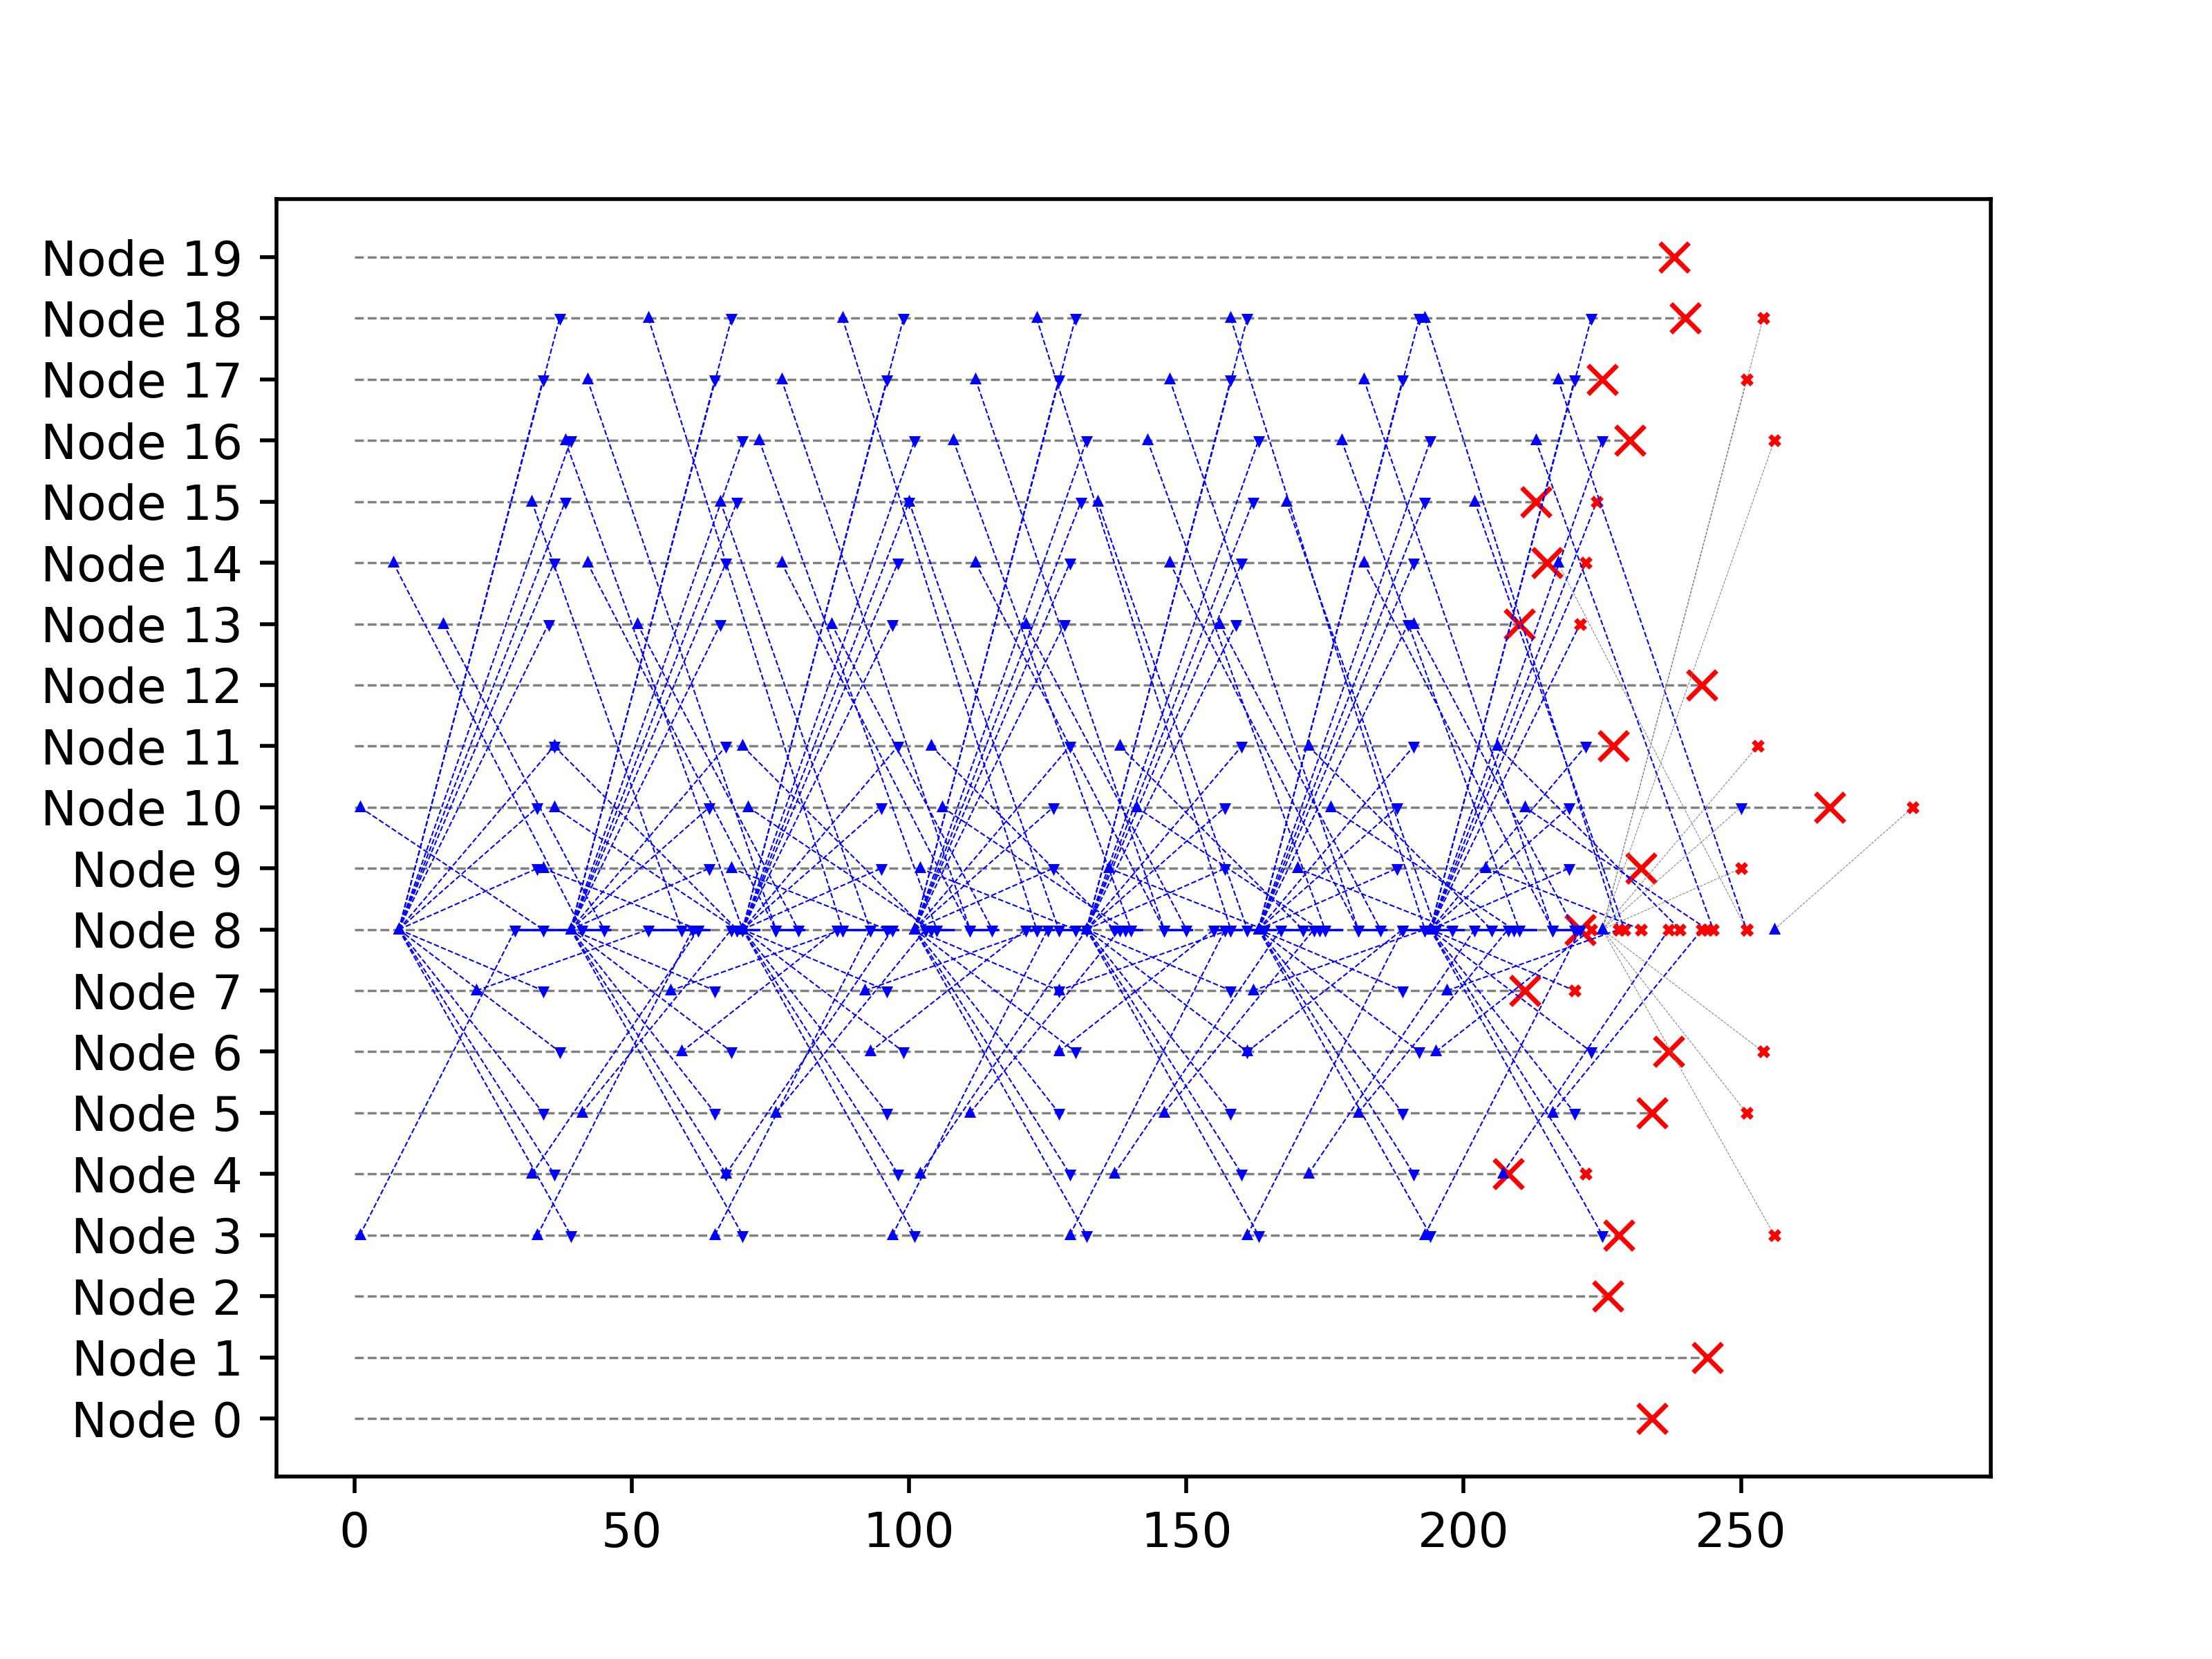 Node 19
Node 18
Node 17
Node 16
Node 15
Node 14
Node 13
Node 12
Node 11
Node 10
Node 9
Node 8
Node 7
Node 6
Node 5
Node 4
Node 3
Node 2
Node 1
Node 0
0 50 100 150 200 250